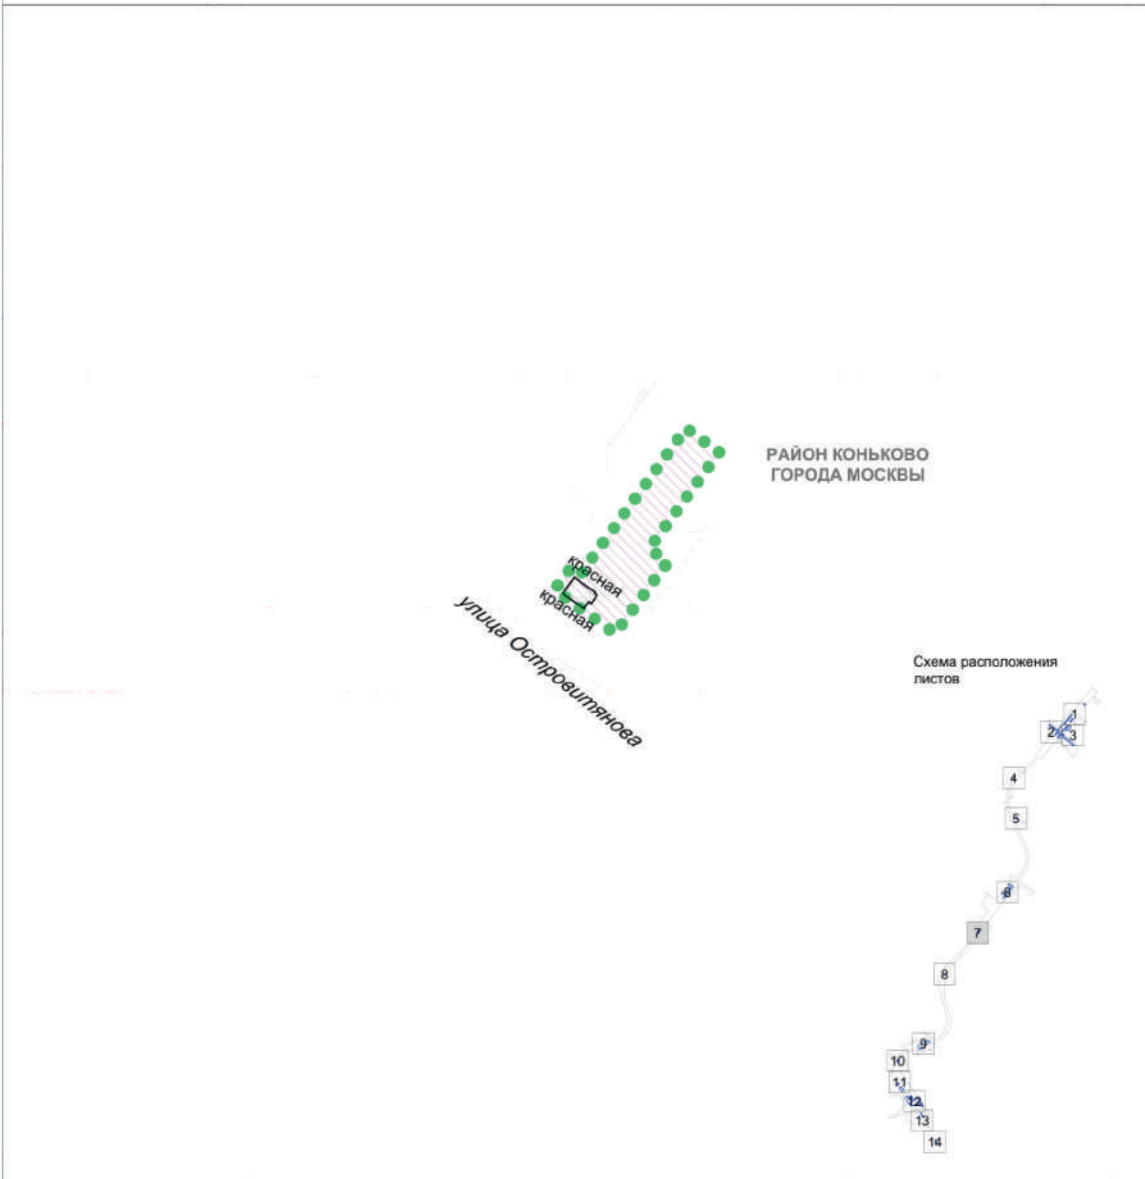 РАЙОН КОНЬКОВО
ГОРОДА МОСКВЫ
красная
красная
улица Островитянова
Схема расположения
листов
1
2
3
4
5
6
7
8
9
10
11
12
13
14